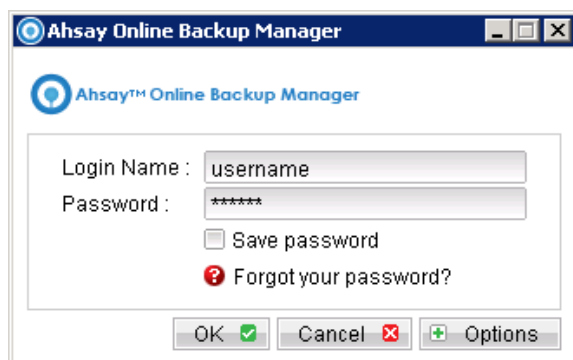 Ahsay Online Backup Manager
Ahsay™ Online Backup Manager
Login Name : username
Password : ******
Save password
Forgot your password?
OK Cancel Options